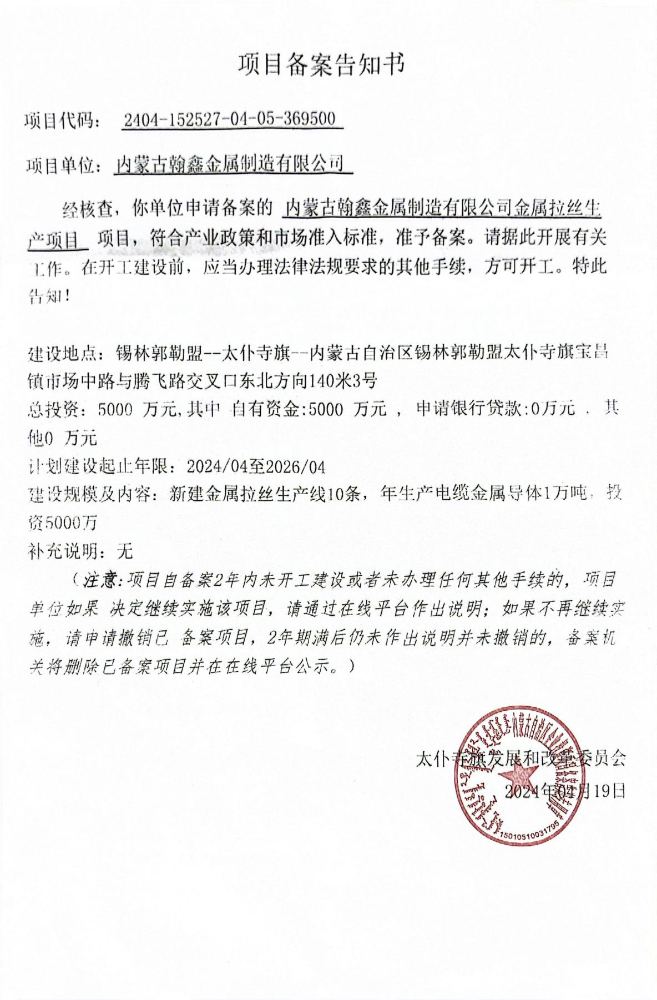 项目备案告知书
项目代码： 2404-152527-04-05-369500
项目单位：内蒙古翰鑫金属制造有限公司
经核查，你单位申请备案的 内蒙古翰鑫金属制造有限公司金属拉丝生
产项目 项目，符合产业政策和市场准入标准，准予备案。请据此开展有关
工作。在开工建设前，应当办理法律法规要求的其他手续，方可开工。特此
告知！
建设地点：锡林郭勒盟--太仆寺旗--内蒙古自治区锡林郭勒盟太仆寺旗宝昌
镇市场中路与腾飞路交叉口东北方向140米3号
总投资：5000 万元,其中 自有资金:5000 万元 ， 申请银行贷款:0万元 ， 其
他0 万元
计划建设起止年限：2024/04至2026/04
建设规模及内容：新建金属拉丝生产线10条，年生产电缆金属导体1万吨，投
资5000万
补充说明：无
（注意:项目自备案2年内未开工建设或者未办理任何其他手续的，项目
单位如果 决定继续实施该项目，请通过在线平台作出说明；如果不再继续实
施，请申请撤销已 备案项目，2年期满后仍未作出说明并未撤销的，备案机
关将删除已备案项目并在在线平台公示。）
内蒙古自治区
太仆寺旗发展和改革委员会
2024年04月19日
15010510031795